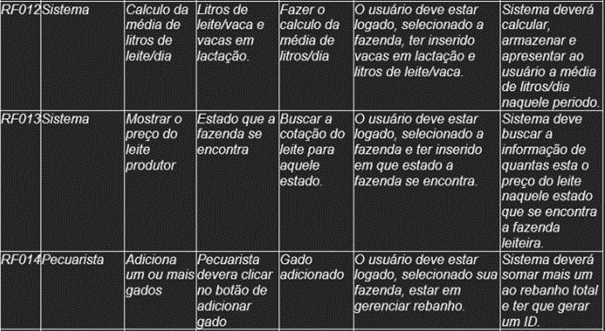 RF012
Sistema
Calculo da
média de
litros de
leite/dia
Litros de
leite/vaca e
vacas em
lactação.
Fazer o
calculo da
média de
litros/dia
O usuário deve estar
logado, selecionado a
fazenda, ter inserido
vacas em lactação e
litros de leite/vaca.
Sistema deverá
calcular,
armazenar e
apresentar ao
usuário a média
de litros/dia
naquele periodo.
RF013
Sistema
Mostrar o
preço do
leite
produtor
Estado que a
fazenda se
encontra
Buscar a
cotação do
leite para
aquele
estado.
O usuário deve estar
logado, selecionado a
fazenda e ter inserido
em que estado a
fazenda se encontra.
Sistema deve
buscar a
informação de
quantas esta o
preço do leite
naquele estado
que se encontra
a fazenda
leiteira.
RF014
Pecuarista
Adiciona
um ou mais
gados
Pecuarista
devera clicar
no botão de
adicionar
gado
Gado
adicionado
O usuário deve estar
logado, selecionado sua
fazenda, estar em
gerenciar rebanho.
Sistema deverá
somar mais um
ao rebanho total
e ter que gerar
um ID.